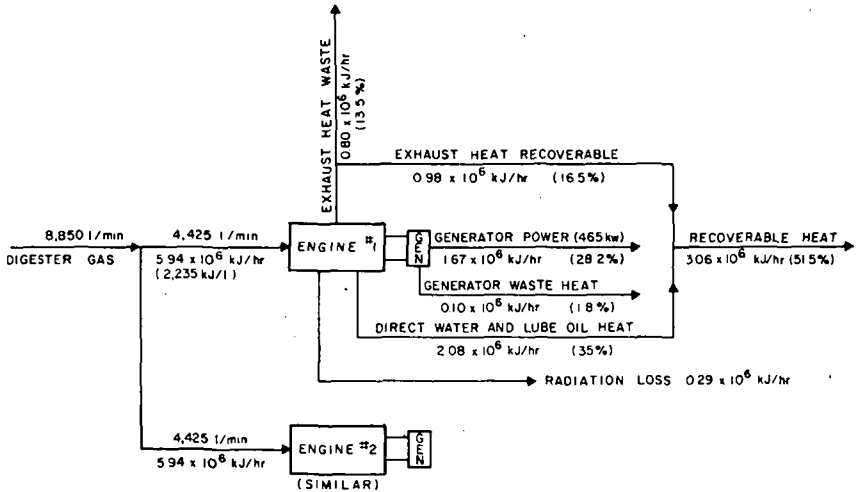 EXHAUST HEAT WASTE
0.80 x 10⁶ kJ/hr
(13.5%)
EXHAUST HEAT RECOVERABLE
0.98 x 10⁶ kJ/hr (16.5%)
8,850 l/min
DIGESTER GAS
4,425 l/min
5.94 x 10⁶ kJ/hr
(2,235 kJ/l)
ENGINE #1
GEN
GENERATOR POWER (465kw)
1.67 x 10⁶ kJ/hr (28.2%)
RECOVERABLE HEAT
3.06 x 10⁶ kJ/hr (51.5%)
GENERATOR WASTE HEAT
0.10 x 10⁶ kJ/hr (1.8%)
DIRECT WATER AND LUBE OIL HEAT
2.08 x 10⁶ kJ/hr (35%)
RADIATION LOSS 0.29 x 10⁶ kJ/hr
4,425 l/min
5.94 x 10⁶ kJ/hr
ENGINE #2
GEN
(SIMILAR)